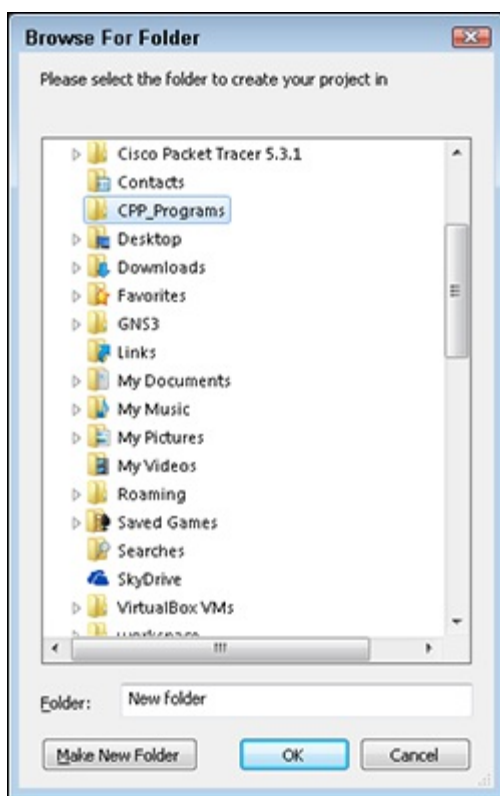 Browse For Folder
Please select the folder to create your project in
Cisco Packet Tracer 5.3.1
Contacts
CPP_Programs
Desktop
Downloads
Favorites
GNS3
Links
My Documents
My Music
My Pictures
My Videos
Roaming
Saved Games
Searches
SkyDrive
VirtualBox VMs
workspace
Folder: New folder
Make New Folder OK Cancel